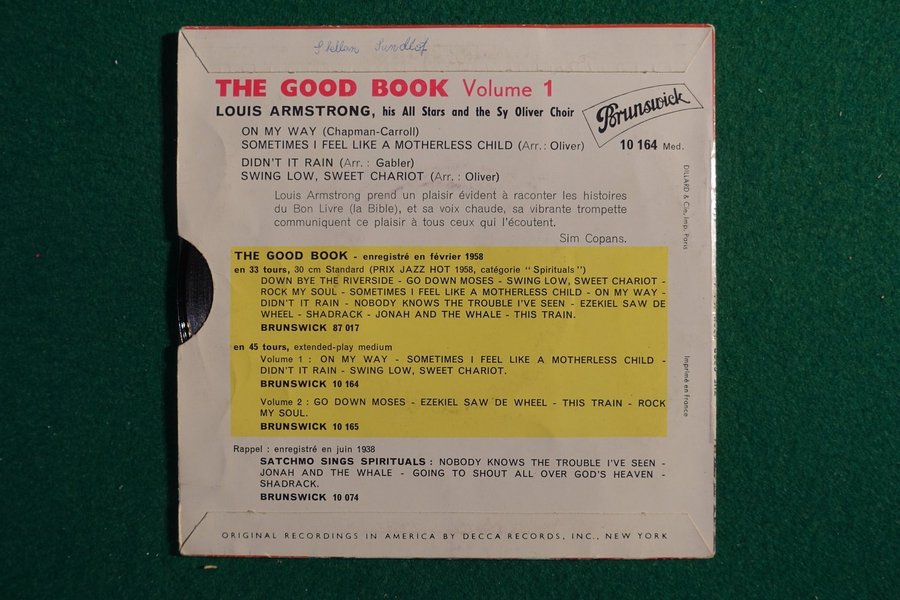 THE GOOD BOOK Volume 1
LOUIS ARMSTRONG, his All Stars and the Sy Oliver Choir
Brunswick
10 164 Med.
ON MY WAY (Chapman-Carroll)
SOMETIMES I FEEL LIKE A MOTHERLESS CHILD (Arr. : Oliver)
DIDN'T IT RAIN (Arr. : Gabler)
SWING LOW, SWEET CHARIOT (Arr. : Oliver)
Louis Armstrong prend un plaisir évident à raconter les histoires
du Bon Livre (la Bible), et sa voix chaude, sa vibrante trompette
communiquent ce plaisir à tous ceux qui l'écoutent.
Sim Copans.
THE GOOD BOOK - enregistré en février 1958
en 33 tours, 30 cm Standard (PRIX JAZZ HOT 1958, catégorie "Spirituals")
DOWN BYE THE RIVERSIDE - GO DOWN MOSES - SWING LOW, SWEET CHARIOT -
ROCK MY SOUL - SOMETIMES I FEEL LIKE A MOTHERLESS CHILD - ON MY WAY -
DIDN'T IT RAIN - NOBODY KNOWS THE TROUBLE I'VE SEEN - EZEKIEL SAW DE
WHEEL - SHADRACK - JONAH AND THE WHALE - THIS TRAIN.
BRUNSWICK 87 017
en 45 tours, extended-play medium
Volume 1 : ON MY WAY - SOMETIMES I FEEL LIKE A MOTHERLESS CHILD -
DIDN'T IT RAIN - SWING LOW, SWEET CHARIOT.
BRUNSWICK 10 164
Volume 2 : GO DOWN MOSES - EZEKIEL SAW DE WHEEL - THIS TRAIN - ROCK
MY SOUL.
BRUNSWICK 10 165
Rappel : enregistré en juin 1938
SATCHMO SINGS SPIRITUALS : NOBODY KNOWS THE TROUBLE I'VE SEEN -
JONAH AND THE WHALE - GOING TO SHOUT ALL OVER GOD'S HEAVEN -
SHADRACK.
BRUNSWICK 10 074
ORIGINAL RECORDINGS IN AMERICA BY DECCA RECORDS, INC., NEW YORK
DILLARD & Cie, Imp. Paris
Imprimé en France